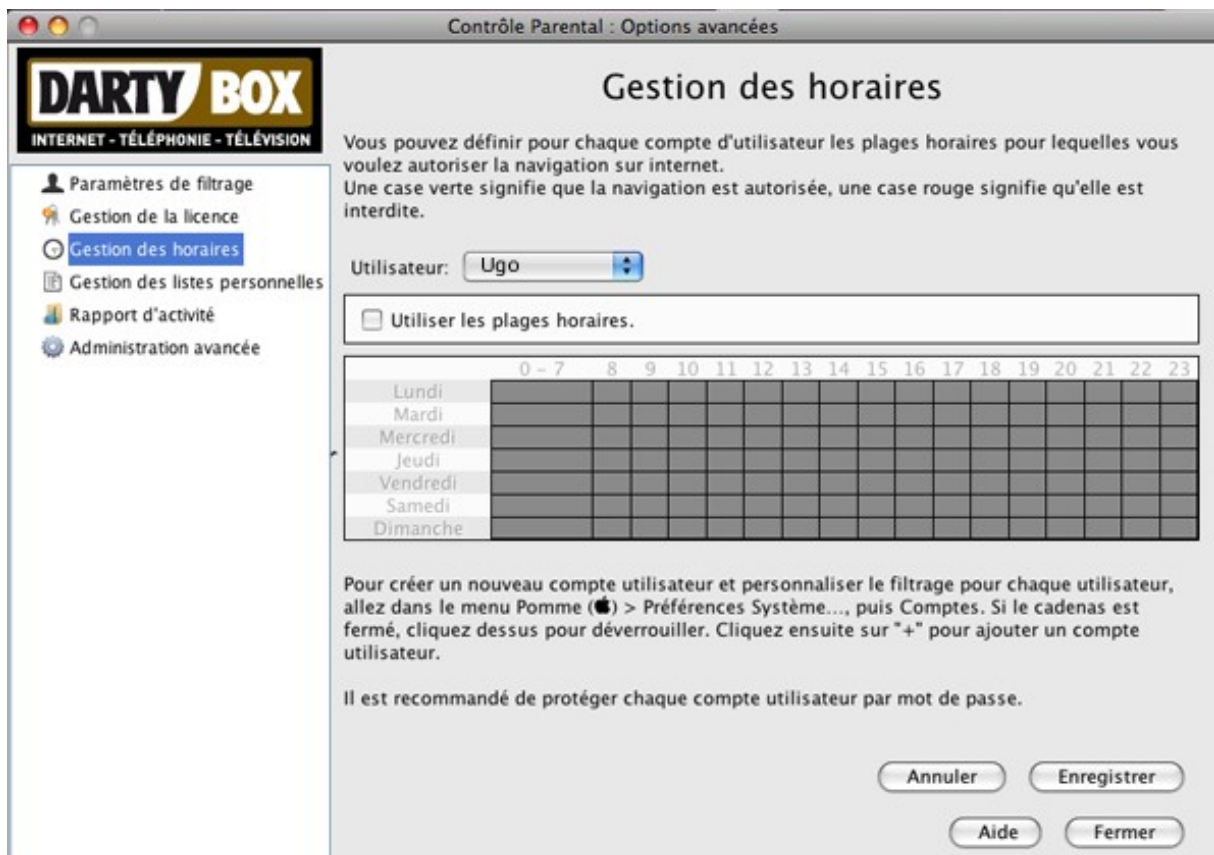 Contrôle Parental : Options avancées
DARTY BOX
INTERNET - TÉLÉPHONIE - TÉLÉVISION
Paramètres de filtrage
Gestion de la licence
Gestion des horaires
Gestion des listes personnelles
Rapport d'activité
Administration avancée
Gestion des horaires
Vous pouvez définir pour chaque compte d'utilisateur les plages horaires pour lequelles vous
voulez autoriser la navigation sur internet.
Une case verte signifie que la navigation est autorisée, une case rouge signifie qu'elle est
interdite.
Utilisateur: Ugo
Utiliser les plages horaires.
0 - 7 8 9 10 11 12 13 14 15 16 17 18 19 20 21 22 23
Lundi
Mardi
Mercredi
Jeudi
Vendredi
Samedi
Dimanche
Pour créer un nouveau compte utilisateur et personnaliser le filtrage pour chaque utilisateur,
allez dans le menu Pomme () > Préférences Système..., puis Comptes. Si le cadenas est
fermé, cliquez dessus pour déverrouiller. Cliquez ensuite sur "+" pour ajouter un compte
utilisateur.
Il est recommandé de protéger chaque compte utilisateur par mot de passe.
Annuler Enregistrer
Aide Fermer